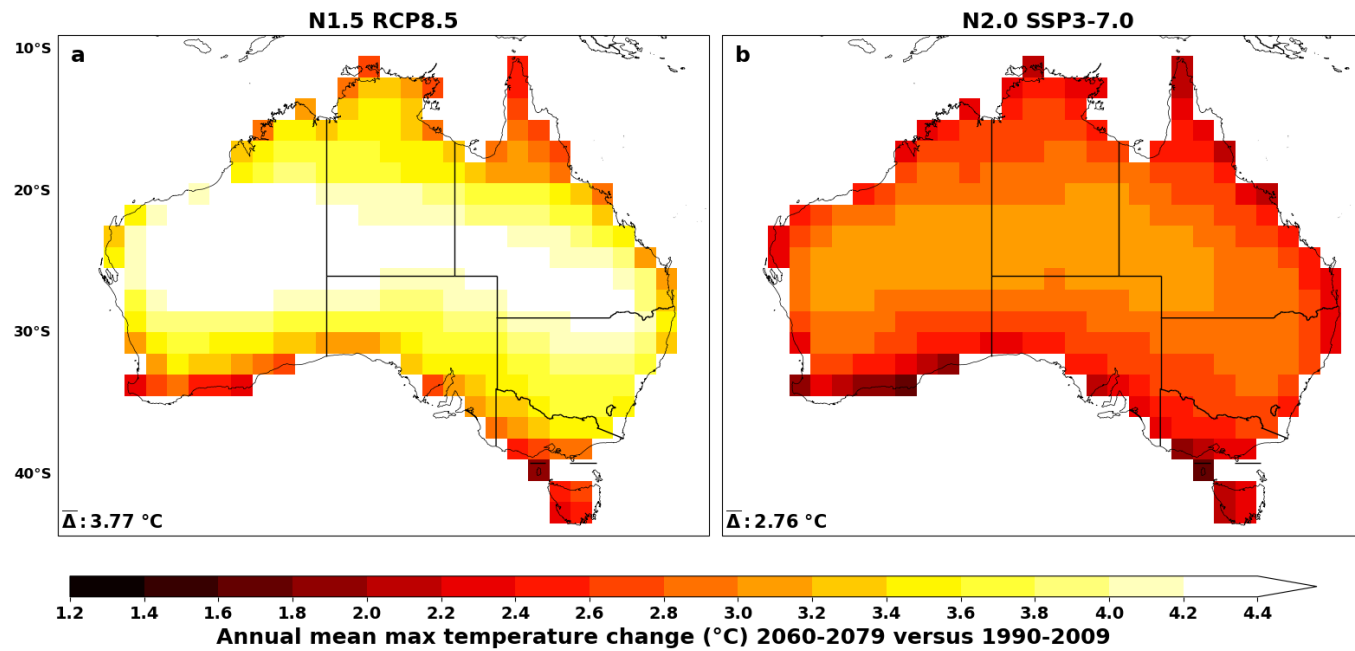 N1.5 RCP8.5
N2.0 SSP3-7.0
a
b
10°S
20°S
30°S
40°S
Δ̅ : 3.77 °C
Δ̅ : 2.76 °C
1.2 1.4 1.6 1.8 2.0 2.2 2.4 2.6 2.8 3.0 3.2 3.4 3.6 3.8 4.0 4.2 4.4
Annual mean max temperature change (°C) 2060-2079 versus 1990-2009